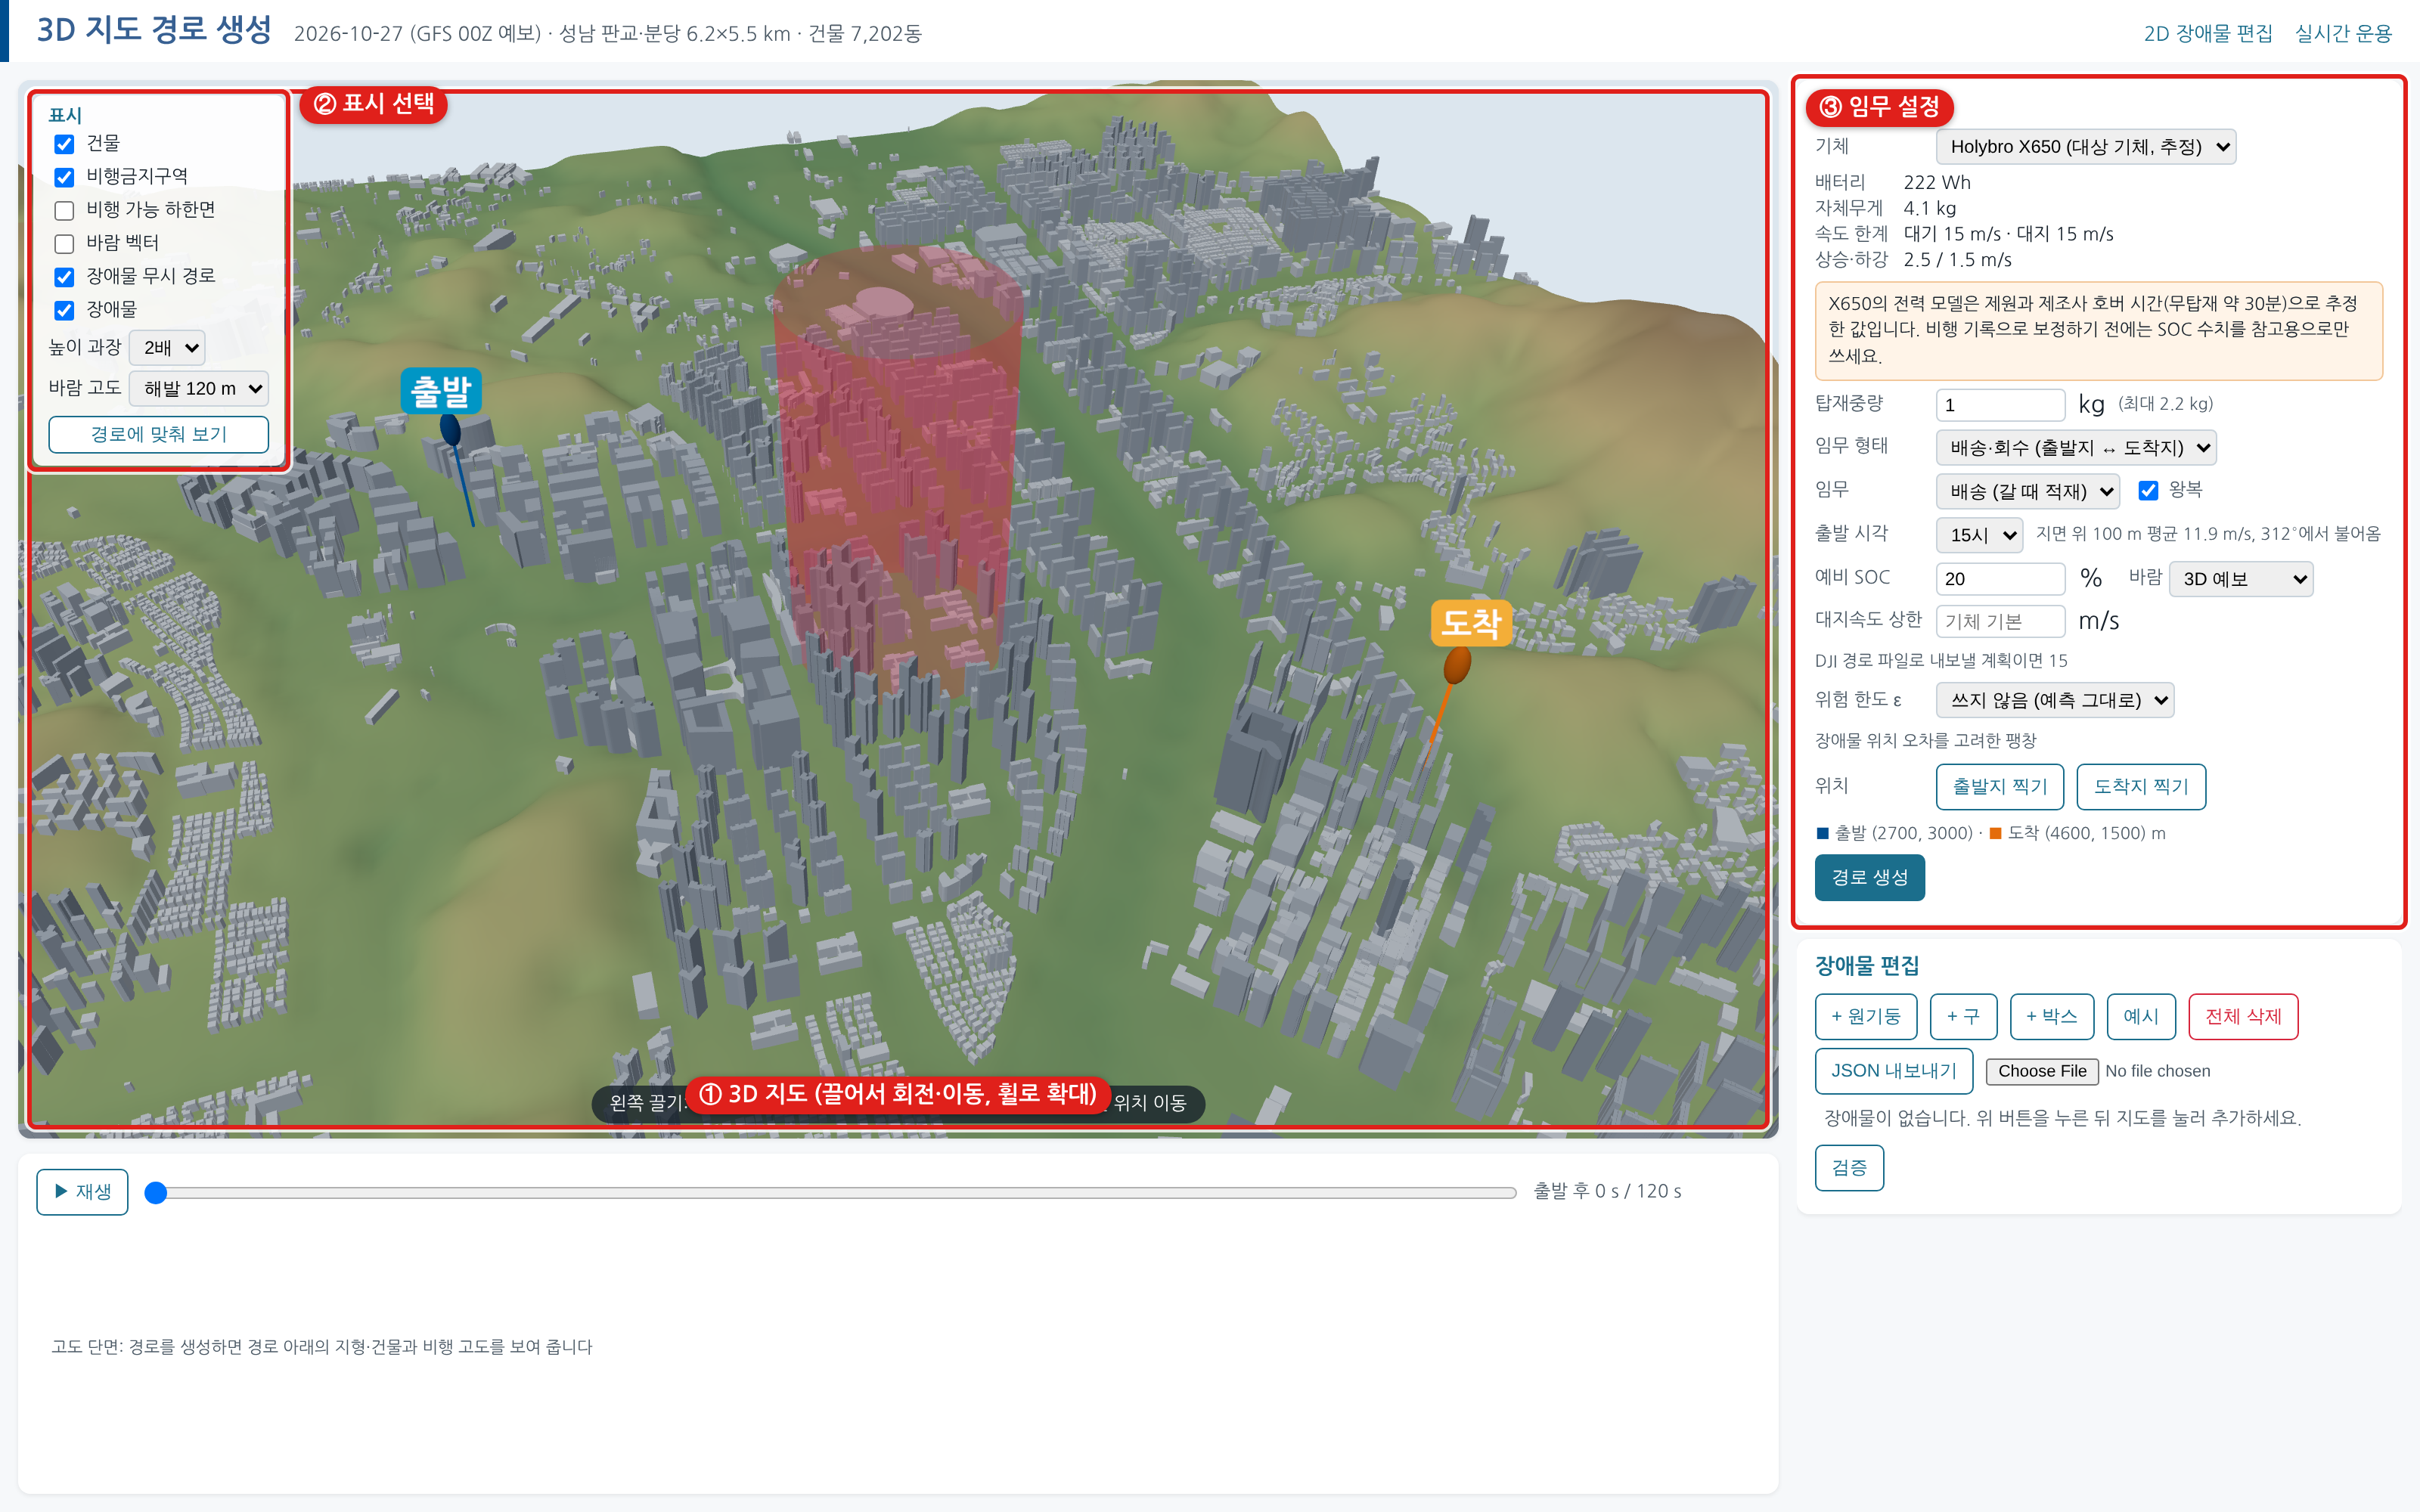 3D 지도 경로 생성 2026-10-27 (GFS 00Z 예보) · 성남 판교·분당 6.2×5.5 km · 건물 7,202동
2D 장애물 편집 실시간 운용
② 표시 선택
표시
건물
비행금지구역
비행 가능 하한면
바람 벡터
장애물 무시 경로
장애물
높이 과장 2배
바람 고도 해발 120 m
경로에 맞춰 보기
출발
도착
왼쪽 끌기:
① 3D 지도 (끌어서 회전·이동, 휠로 확대)
위치 이동
▶ 재생
출발 후 0 s / 120 s
고도 단면: 경로를 생성하면 경로 아래의 지형·건물과 비행 고도를 보여 줍니다
③ 임무 설정
기체 Holybro X650 (대상 기체, 추정)
배터리 222 Wh
자체무게 4.1 kg
속도 한계 대기 15 m/s · 대지 15 m/s
상승·하강 2.5 / 1.5 m/s
X650의 전력 모델은 제원과 제조사 호버 시간(무탑재 약 30분)으로 추정
한 값입니다. 비행 기록으로 보정하기 전에는 SOC 수치를 참고용으로만
쓰세요.
탑재중량 1 kg (최대 2.2 kg)
임무 형태 배송·회수 (출발지 ↔ 도착지)
임무 배송 (갈 때 적재) 왕복
출발 시각 15시 지면 위 100 m 평균 11.9 m/s, 312°에서 불어옴
예비 SOC 20 % 바람 3D 예보
대지속도 상한 기체 기본 m/s
DJI 경로 파일로 내보낼 계획이면 15
위험 한도 ε 쓰지 않음 (예측 그대로)
장애물 위치 오차를 고려한 팽창
위치 출발지 찍기 도착지 찍기
출발 (2700, 3000) · 도착 (4600, 1500) m
경로 생성
장애물 편집
+ 원기둥 + 구 + 박스 예시 전체 삭제
JSON 내보내기 Choose File No file chosen
장애물이 없습니다. 위 버튼을 누른 뒤 지도를 눌러 추가하세요.
검증